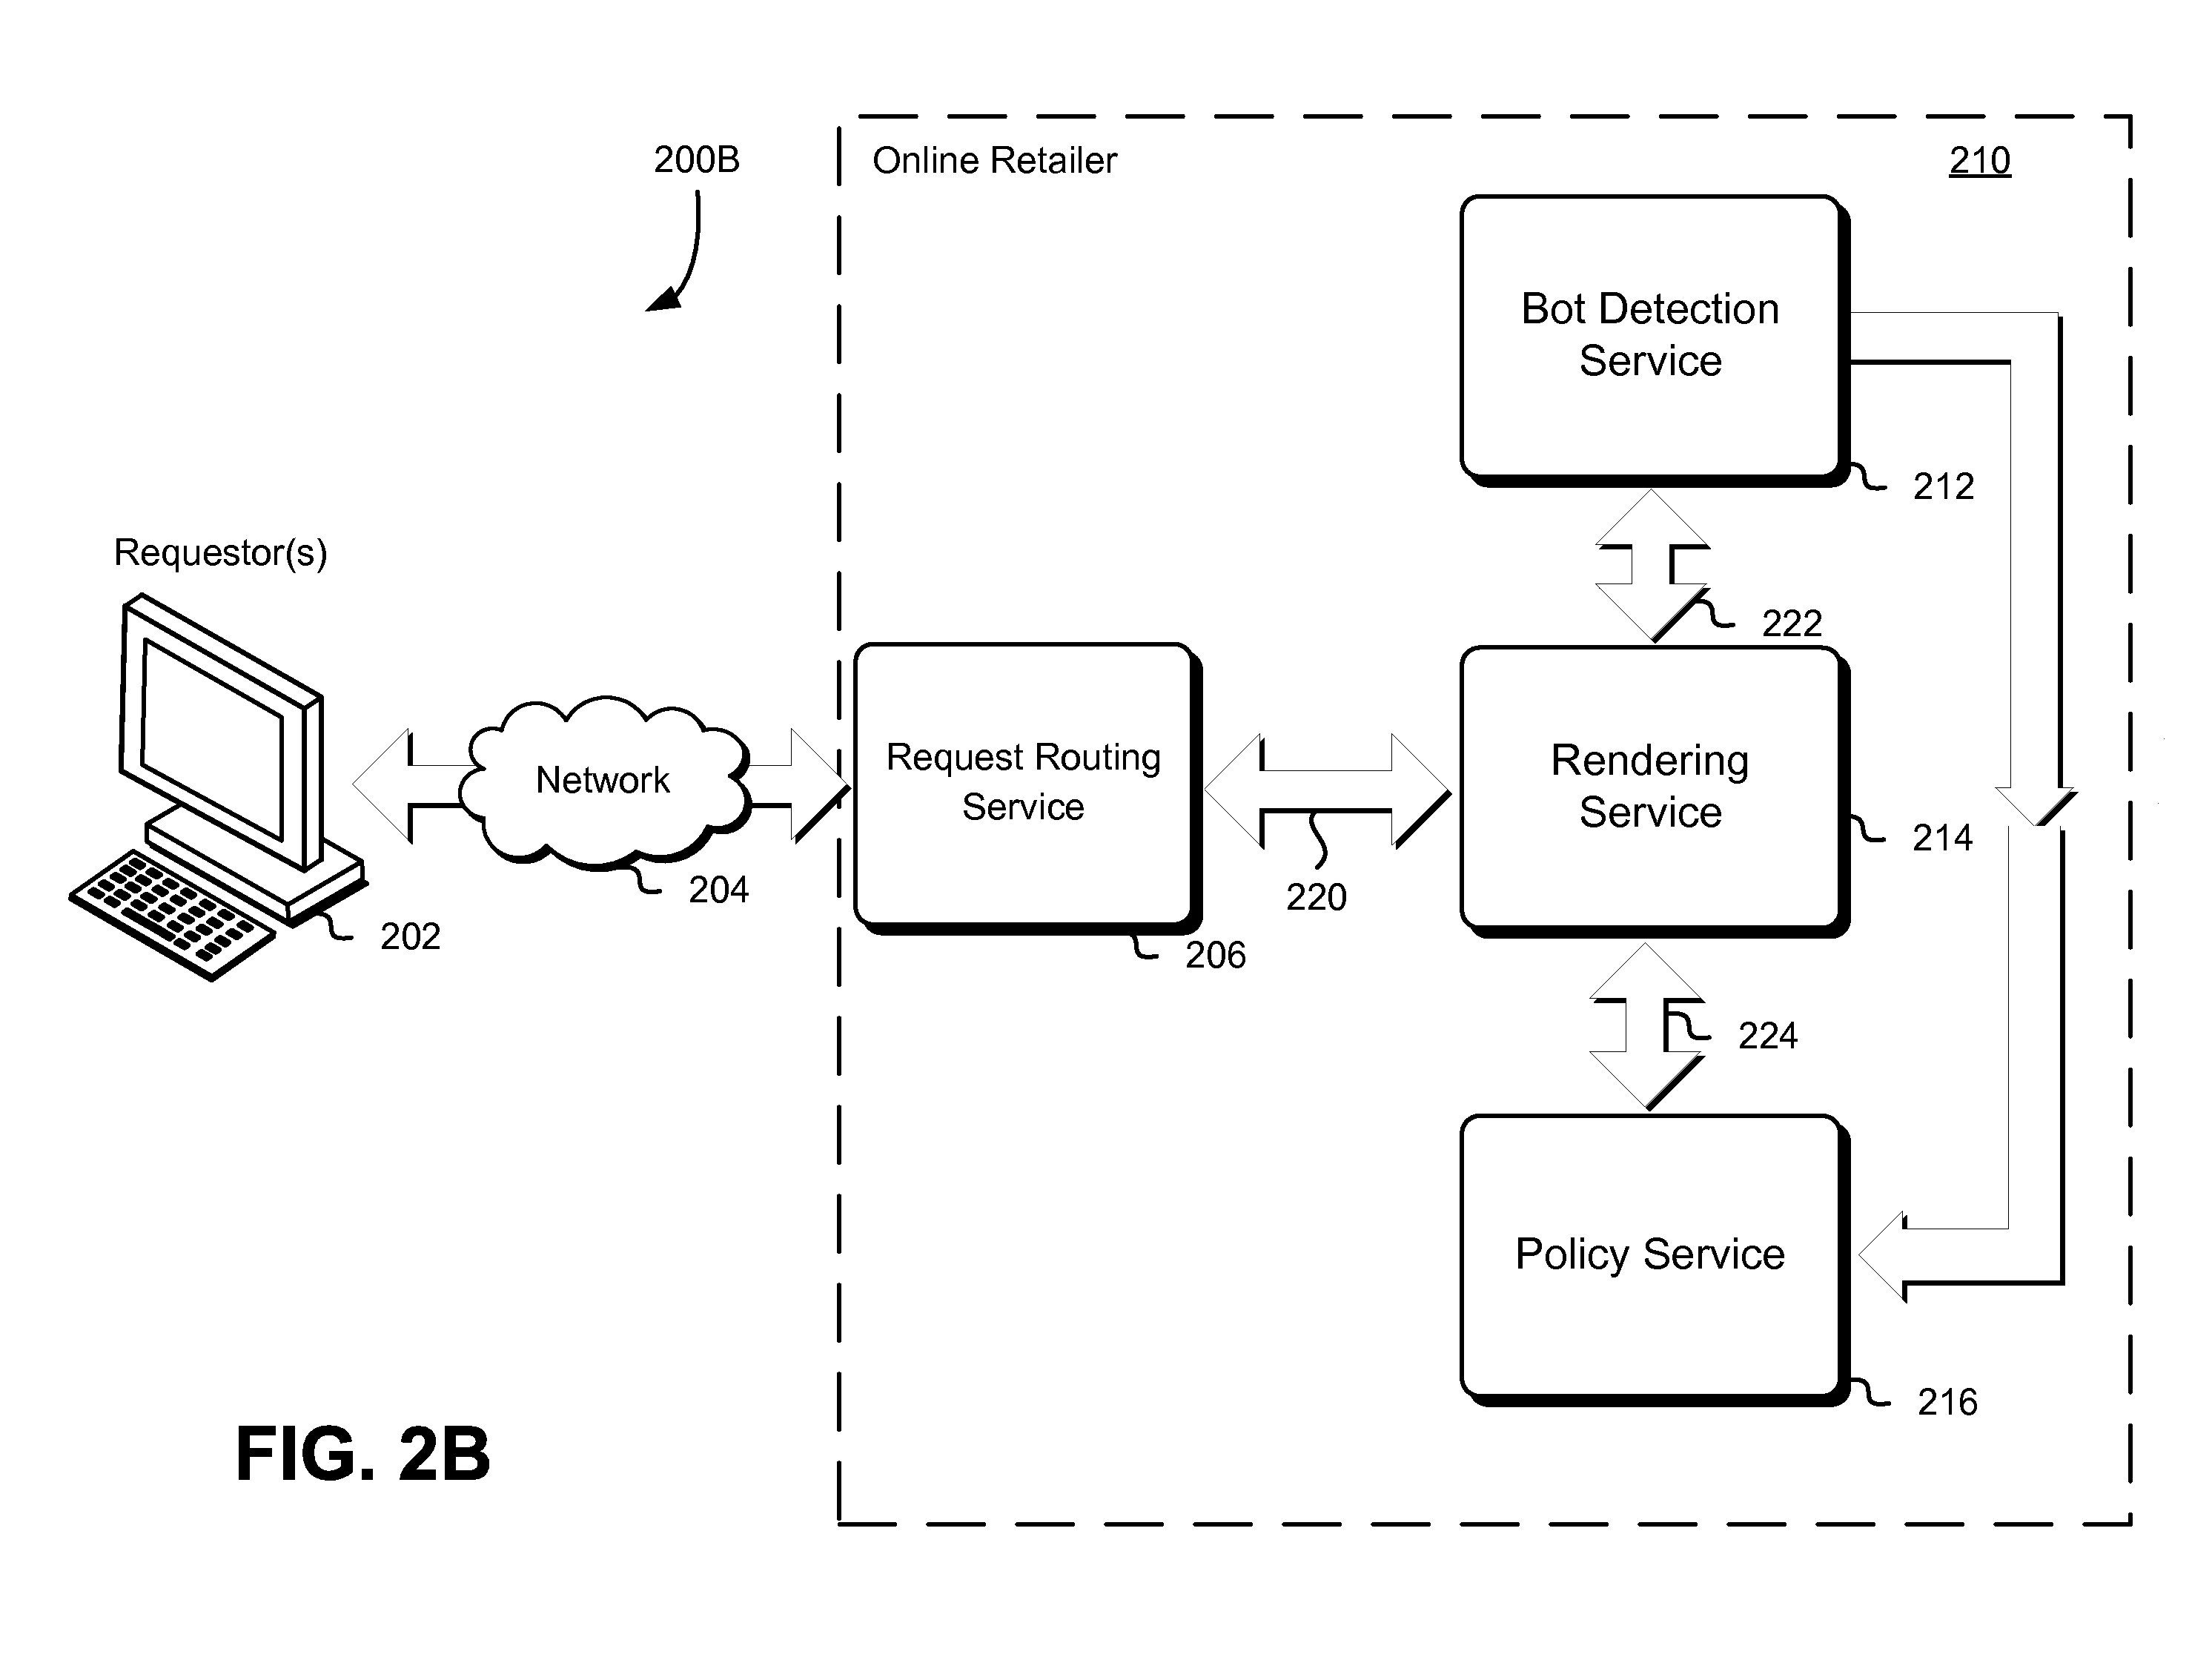 200B
Online Retailer
210
Bot Detection
Service
212
Requestor(s)
222
Network
Request Routing
Service
Rendering
Service
214
220
204
202
206
224
Policy Service
216
FIG. 2B